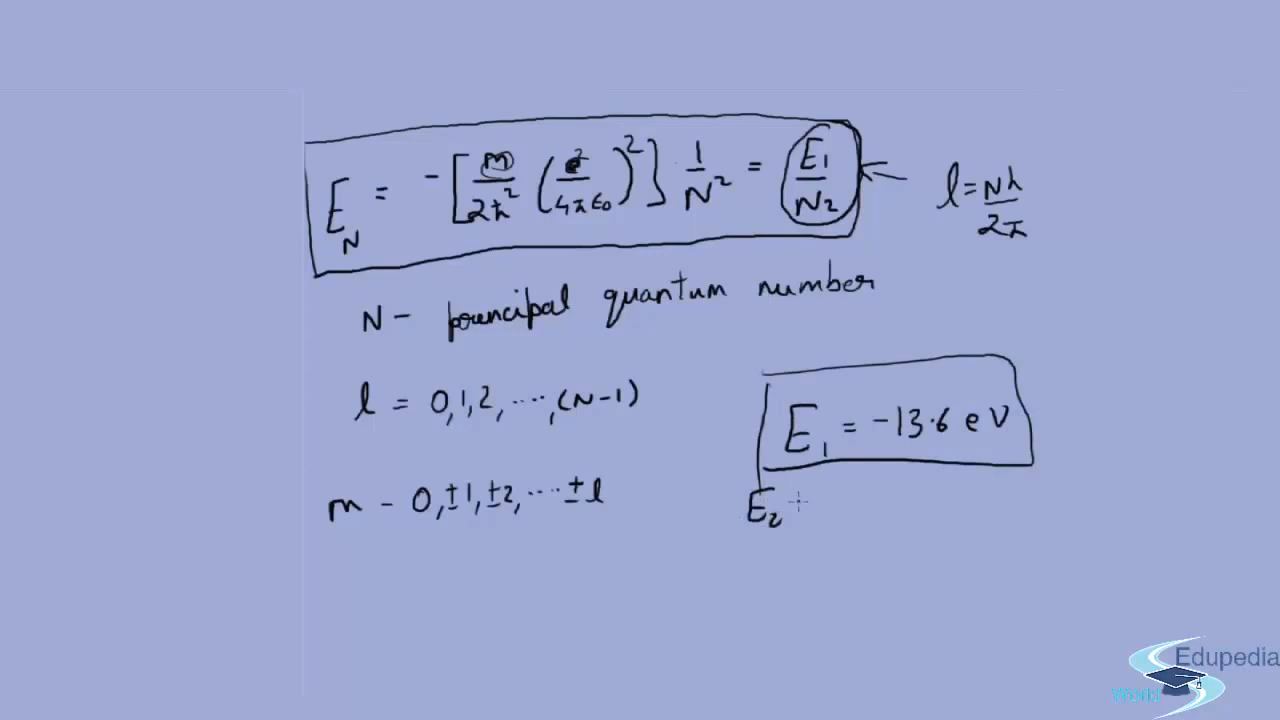 E_N = - [ m/2ħ² ( e²/4πε₀ )² ] · 1/N² = E₁/N²
l = Nh/2π
N - principal quantum number
l = 0, 1, 2, ...., (N-1)
E₁ = -13.6 eV
m - 0, ±1, ±2, .... ±l
E₂
Edupedia
World